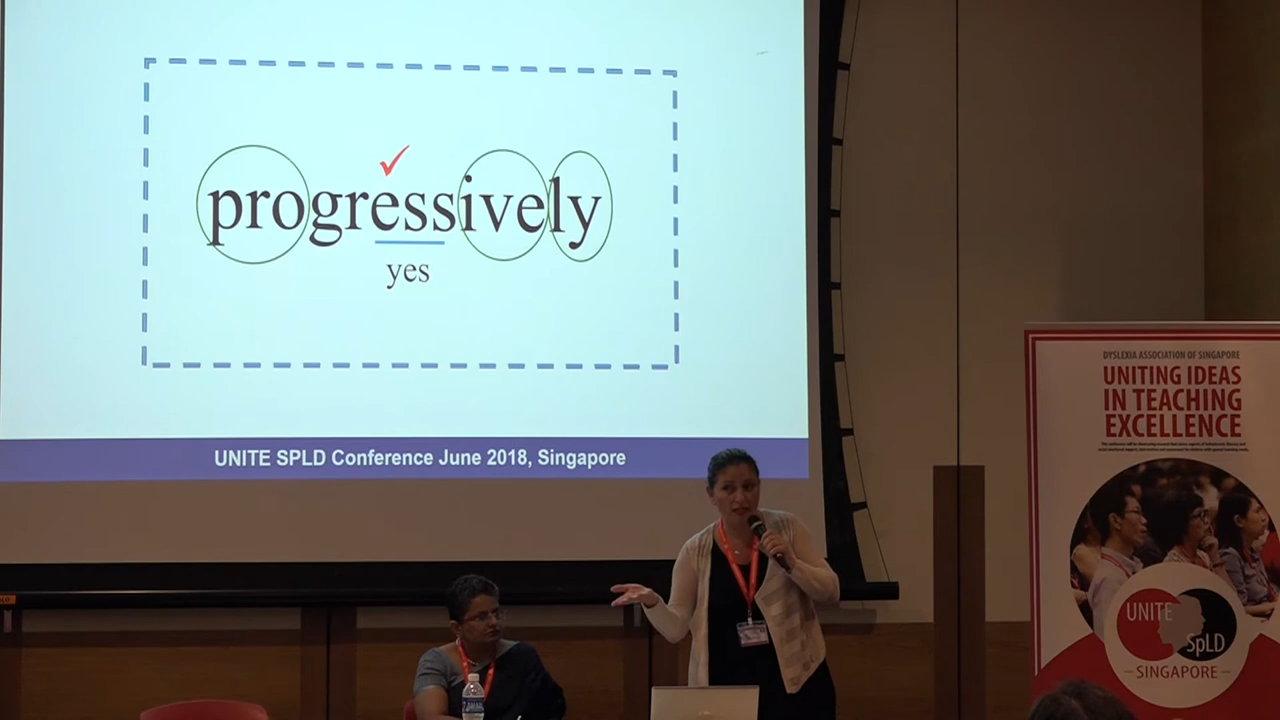 progressively
yes
UNITE SPLD Conference June 2018, Singapore
DYSLEXIA ASSOCIATION OF SINGAPORE
UNITING IDEAS
IN TEACHING
EXCELLENCE
UNITE
SpLD
SINGAPORE